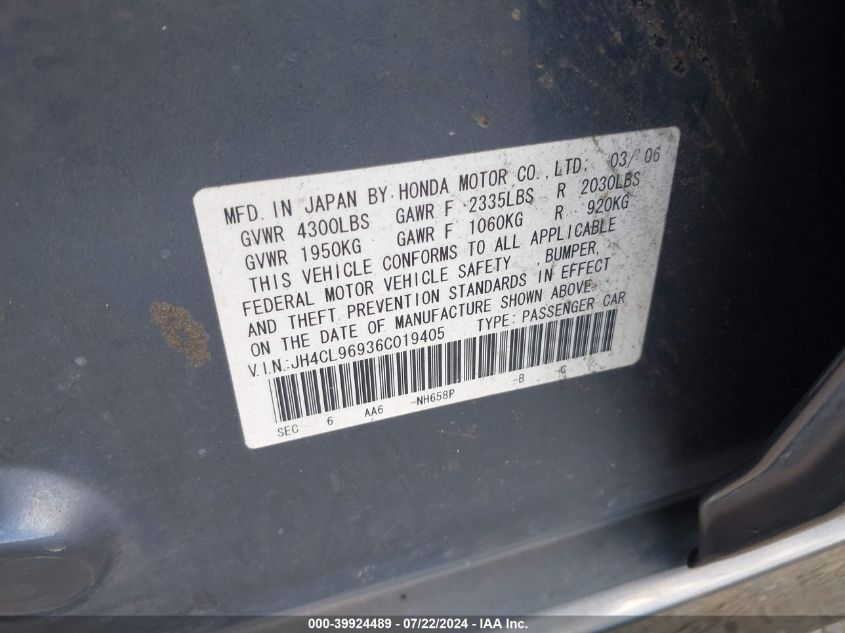 MFD. IN JAPAN BY HONDA MOTOR CO., LTD; 03/'06
GVWR 4300LBS GAWR F 2335LBS R 2030LBS
GVWR 1950KG GAWR F 1060KG R 920KG
THIS VEHICLE CONFORMS TO ALL APPLICABLE
FEDERAL MOTOR VEHICLE SAFETY, BUMPER,
AND THEFT PREVENTION STANDARDS IN EFFECT
ON THE DATE OF MANUFACTURE SHOWN ABOVE.
V.I.N.:JH4CL96936C019405 TYPE:PASSENGER CAR
SEC 6 AA6 -NH658P -B -C
000-39924489 - 07/22/2024 - IAA Inc.